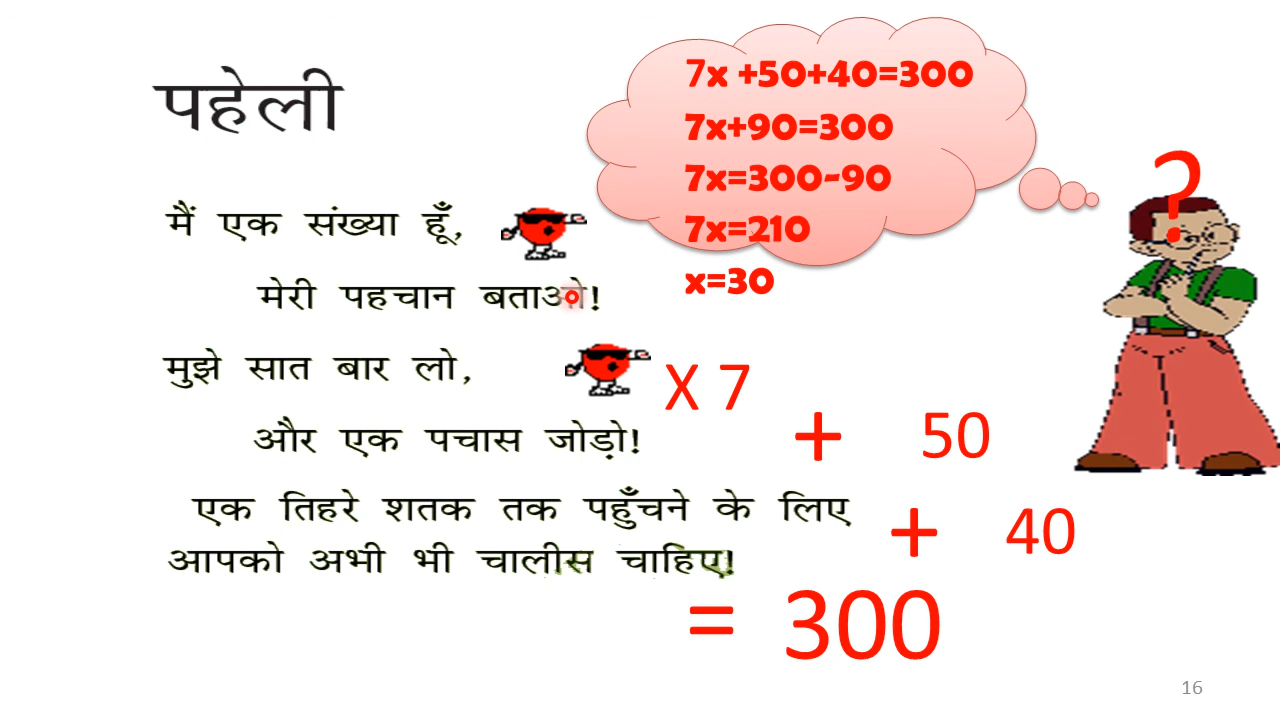 पहेली
7x +50+40=300
7x+90=300
7x=300-90
7x=210
x=30
?
मैं एक संख्या हूँ,
मेरी पहचान बताओ!
मुझे सात बार लो,
X 7
और एक पचास जोड़ो!
+ 50
एक तिहरे शतक तक पहुँचने के लिए
+ 40
आपको अभी भी चालीस चाहिए!
= 300
16